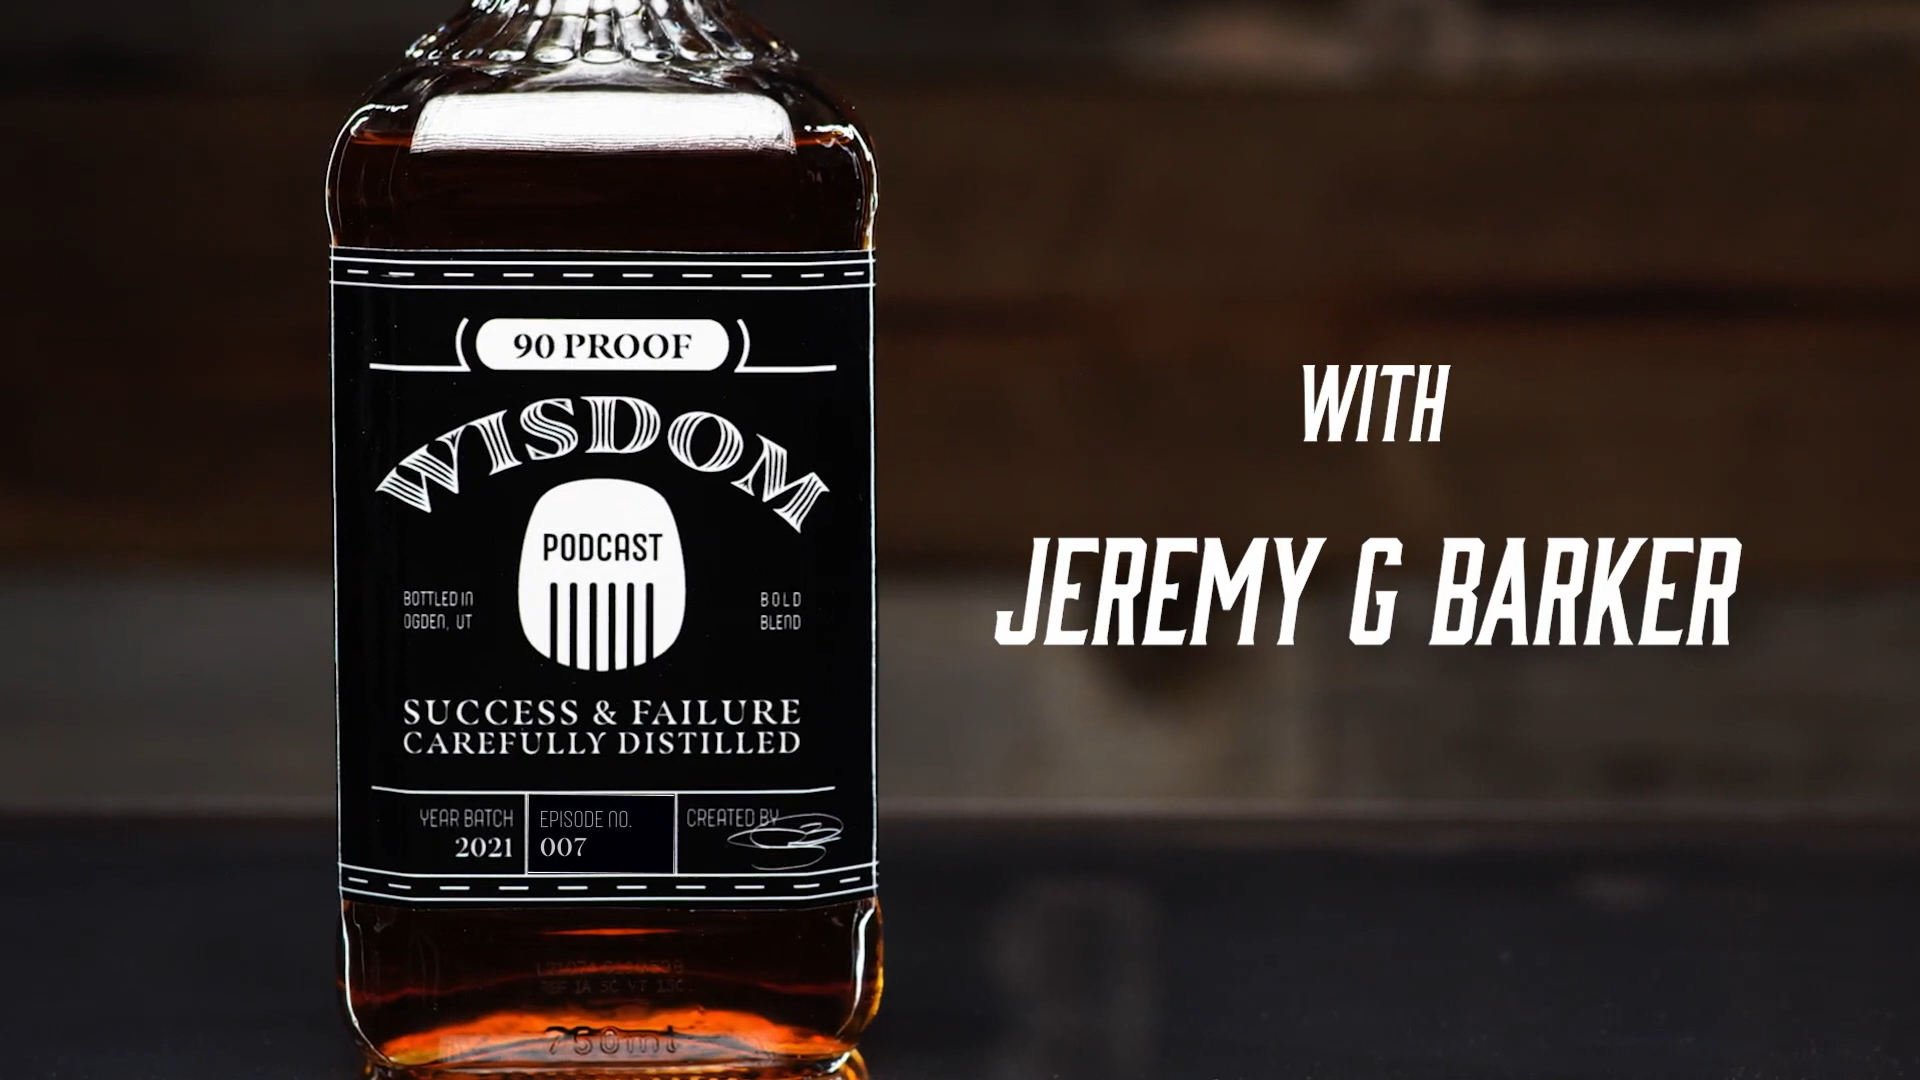 90 PROOF
WISDOM
PODCAST
BOTTLED IN
OGDEN, UT
BOLD
BLEND
SUCCESS & FAILURE
CAREFULLY DISTILLED
YEAR BATCH
2021
EPISODE NO.
007
CREATED BY
750ml
WITH
JEREMY G BARKER